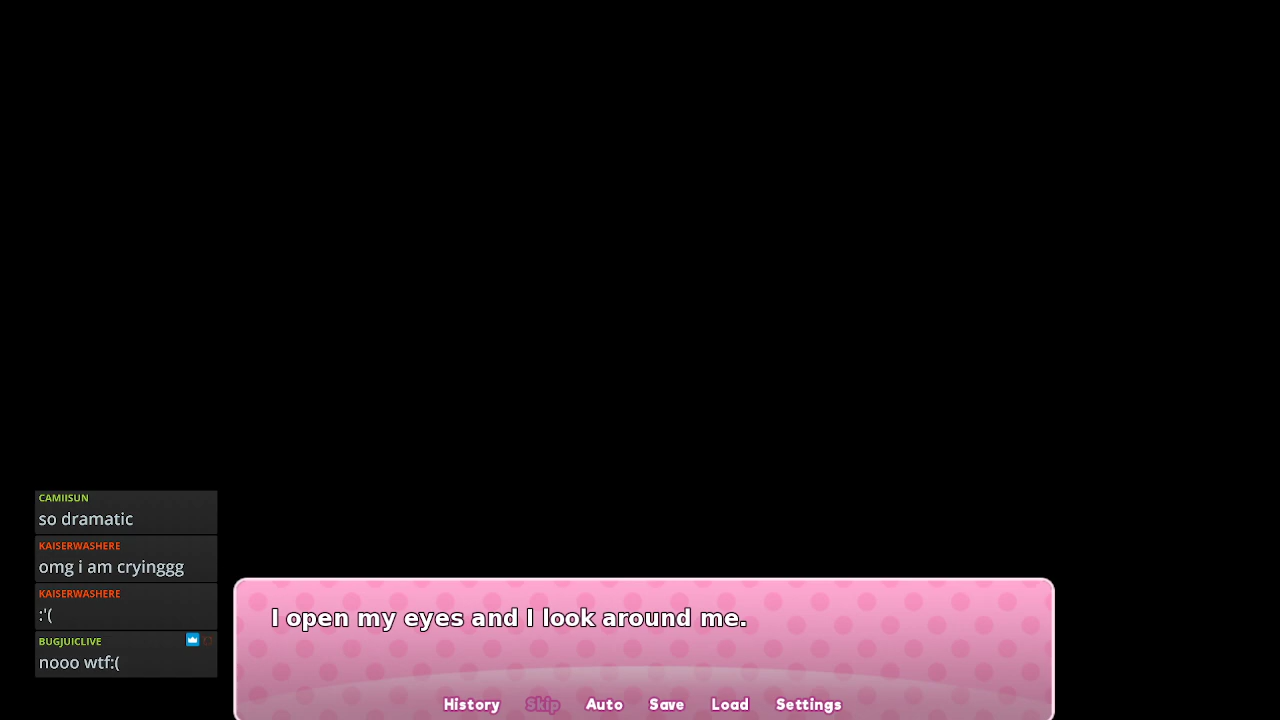 CAMIISUN
so dramatic
KAISERWASHERE
omg i am cryinggg
KAISERWASHERE
:'(
BUGJUICLIVE
nooo wtf:(
I open my eyes and I look around me.
History Skip Auto Save Load Settings